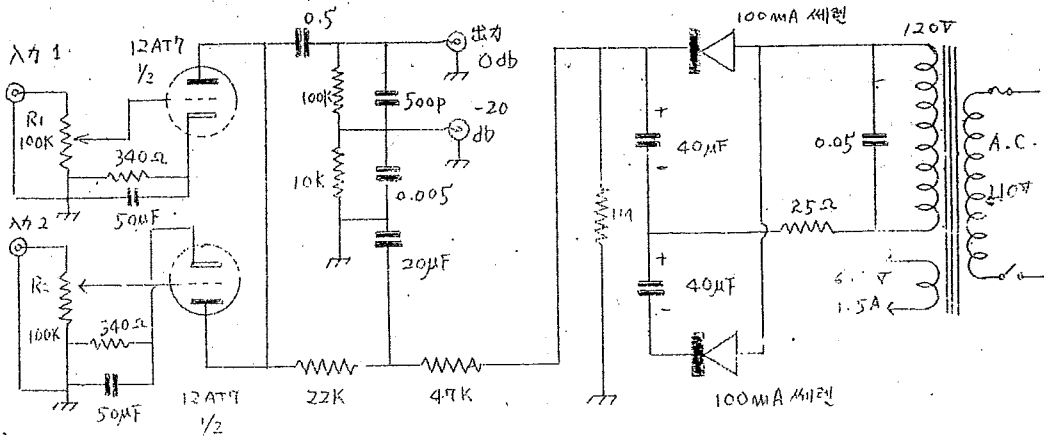 入力 1
12AT7
1/2
R1
100K
340Ω
50μF
入力 2
R2
100K
340Ω
50μF
12AT7
1/2
0.5
100K
10K
500P
0.005
20μF
出力
0db
-20
db
22K
47K
1M
40μF
40μF
100mA 세렌
100mA 세렌
25Ω
0.05
120V
A.C.
110V
V
1.5A
+
-
+
-